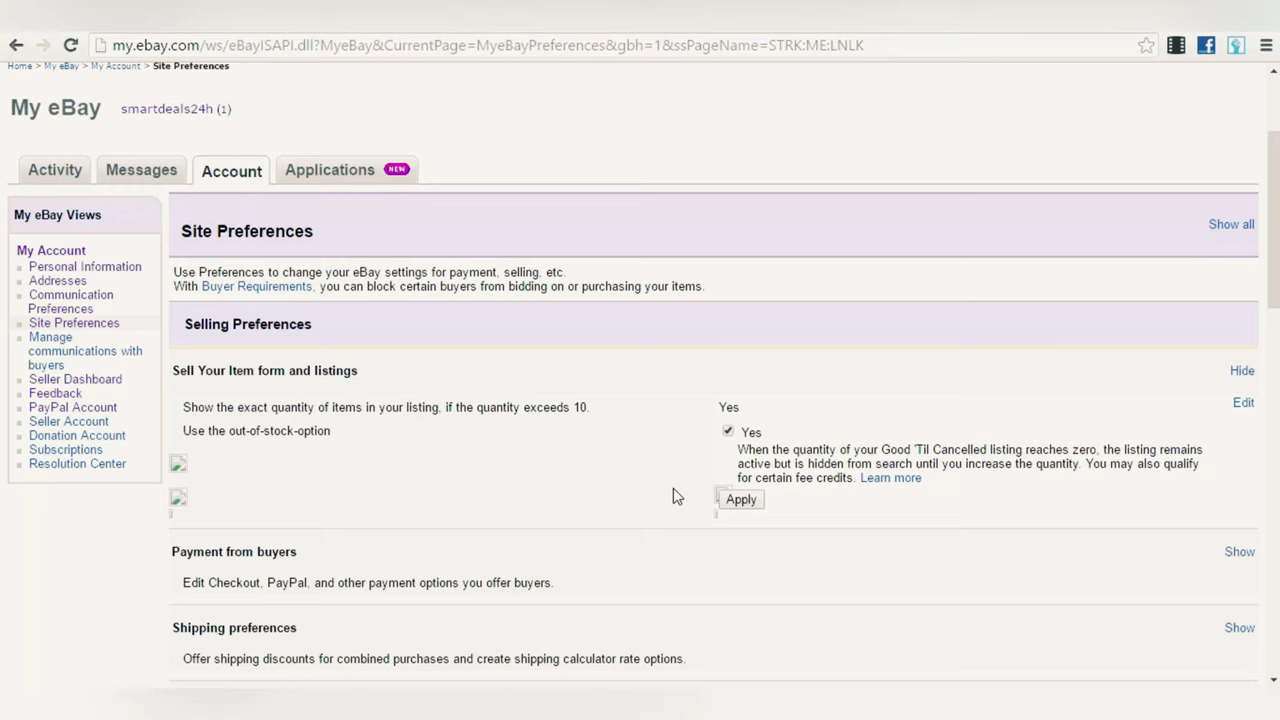 my.ebay.com/ws/eBayISAPI.dll?MyeBay&CurrentPage=MyeBayPreferences&gbh=1&ssPageName=STRK:ME:LNLK
Home > My eBay > My Account > Site Preferences
My eBay smartdeals24h (1)
Activity Messages Account Applications NEW
My eBay Views
My Account
Personal Information
Addresses
Communication
Preferences
Site Preferences
Manage
communications with
buyers
Seller Dashboard
Feedback
PayPal Account
Seller Account
Donation Account
Subscriptions
Resolution Center
Site Preferences Show all
Use Preferences to change your eBay settings for payment, selling, etc.
With Buyer Requirements, you can block certain buyers from bidding on or purchasing your items.
Selling Preferences
Sell Your Item form and listings Hide
Show the exact quantity of items in your listing, if the quantity exceeds 10. Yes Edit
Use the out-of-stock-option Yes
When the quantity of your Good 'Til Cancelled listing reaches zero, the listing remains
active but is hidden from search until you increase the quantity. You may also qualify
for certain fee credits. Learn more
Apply
Payment from buyers Show
Edit Checkout, PayPal, and other payment options you offer buyers.
Shipping preferences Show
Offer shipping discounts for combined purchases and create shipping calculator rate options.